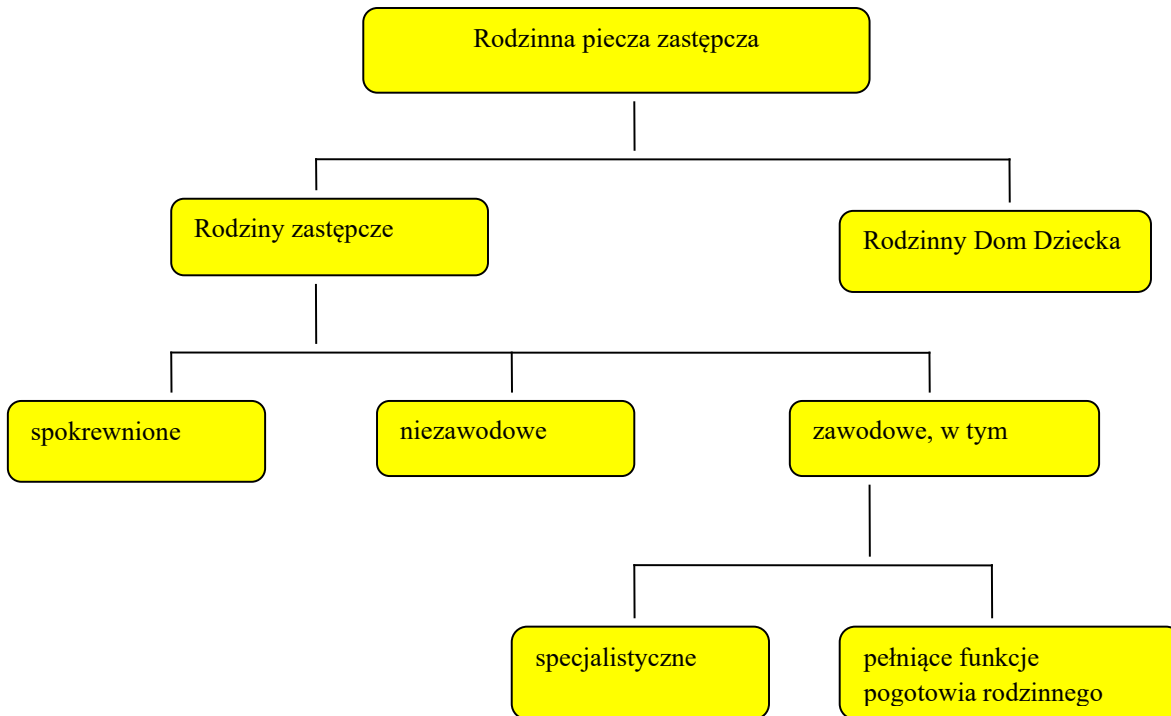 Rodzinna piecza zastępcza
Rodziny zastępcze
Rodzinny Dom Dziecka
spokrewnione
niezawodowe
zawodowe, w tym
specjalistyczne
pełniące funkcje
pogotowia rodzinnego